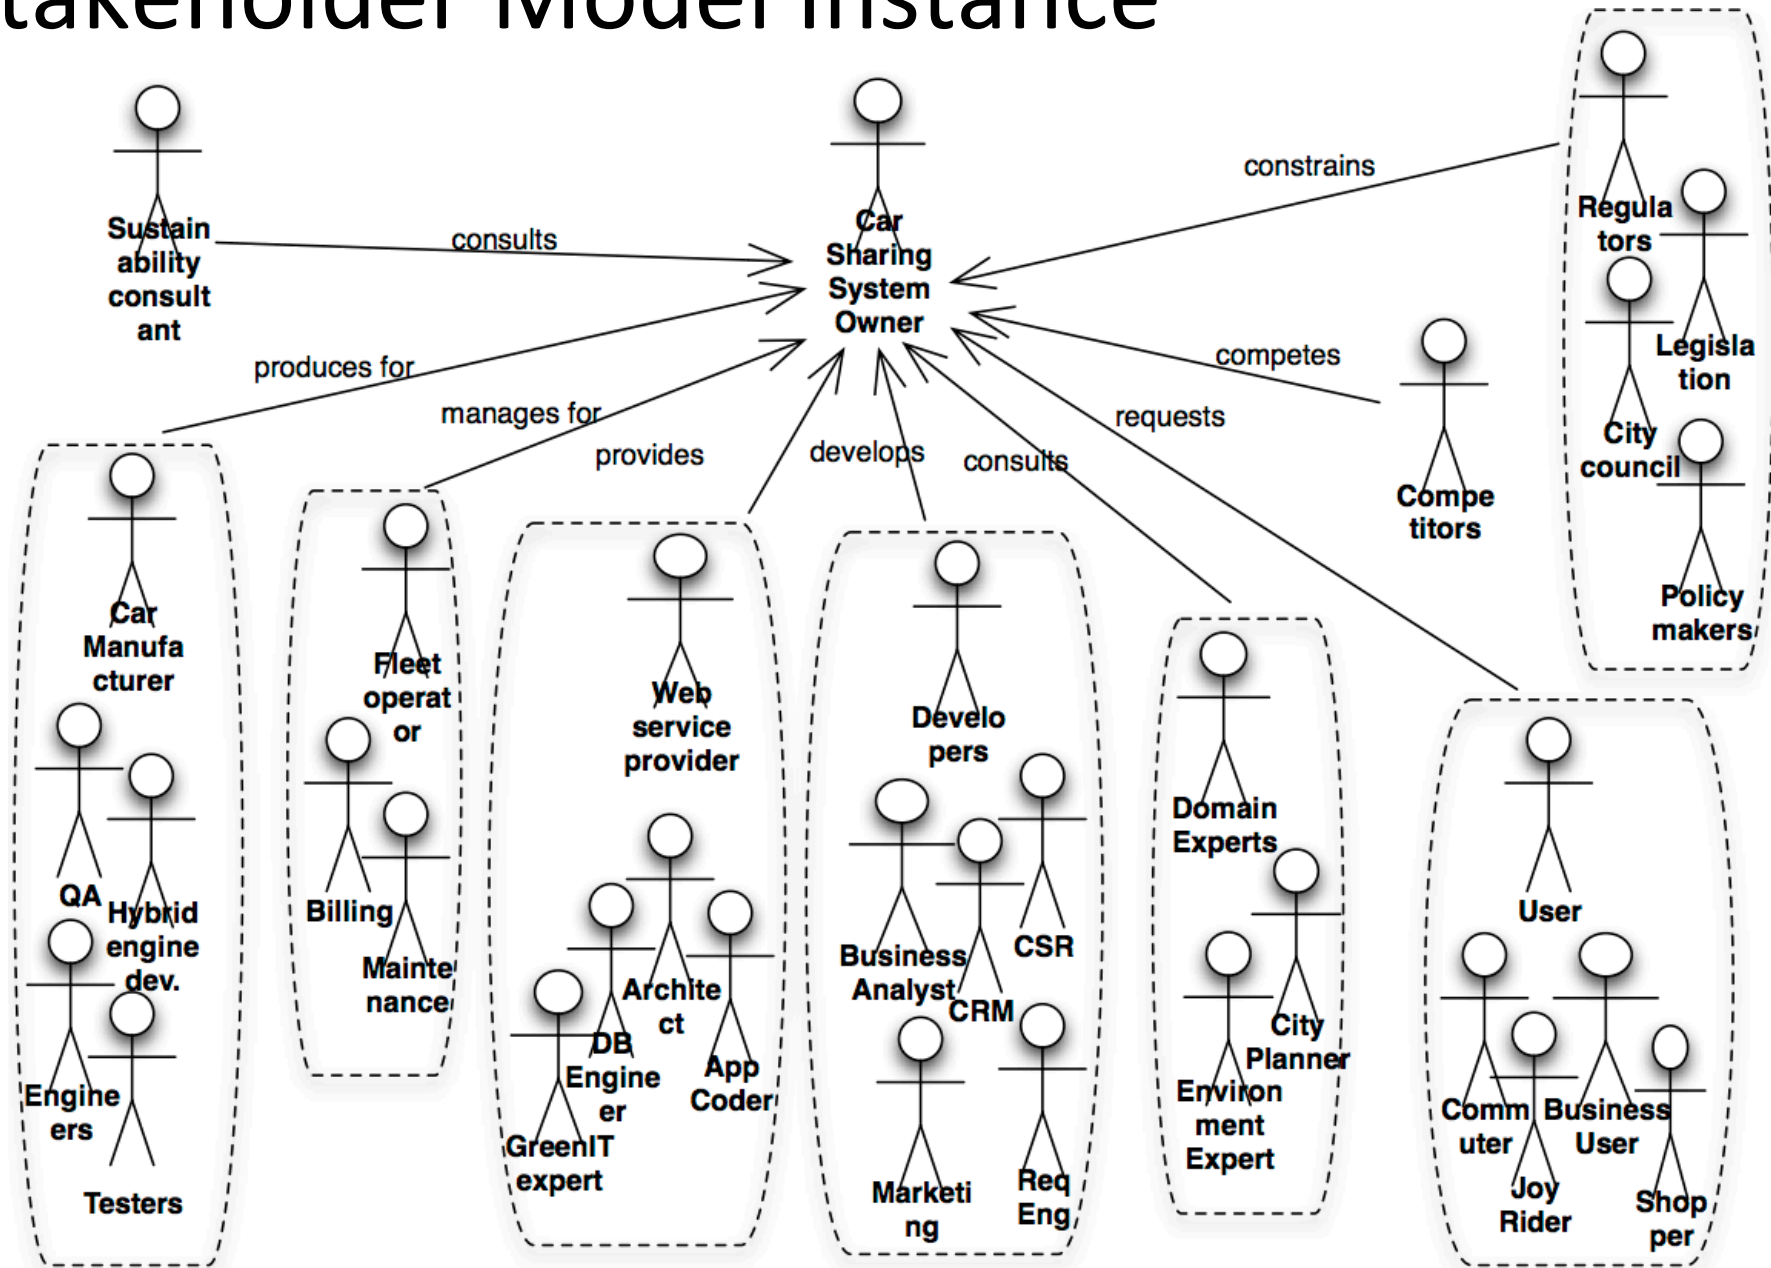 takeholder Model Instance
Sustain
ability
consult
ant
consults
Car
Sharing
System
Owner
constrains
Regula
tors
Legisla
tion
City
council
Policy
makers
produces for
manages for
provides
develops
consults
requests
competes
Compe
titors
Car
Manufa
cturer
QA
Hybrid
engine
dev.
Engine
ers
Testers
Fleet
operat
or
Billing
Mainte
nance
Web
service
provider
Archite
ct
DB
Engine
er
App
Coder
GreenIT
expert
Develo
pers
Business
Analyst
CRM
CSR
Marketi
ng
Req
Eng
Domain
Experts
City
Planner
Environ
ment
Expert
User
Comm
uter
Business
User
Joy
Rider
Shop
per